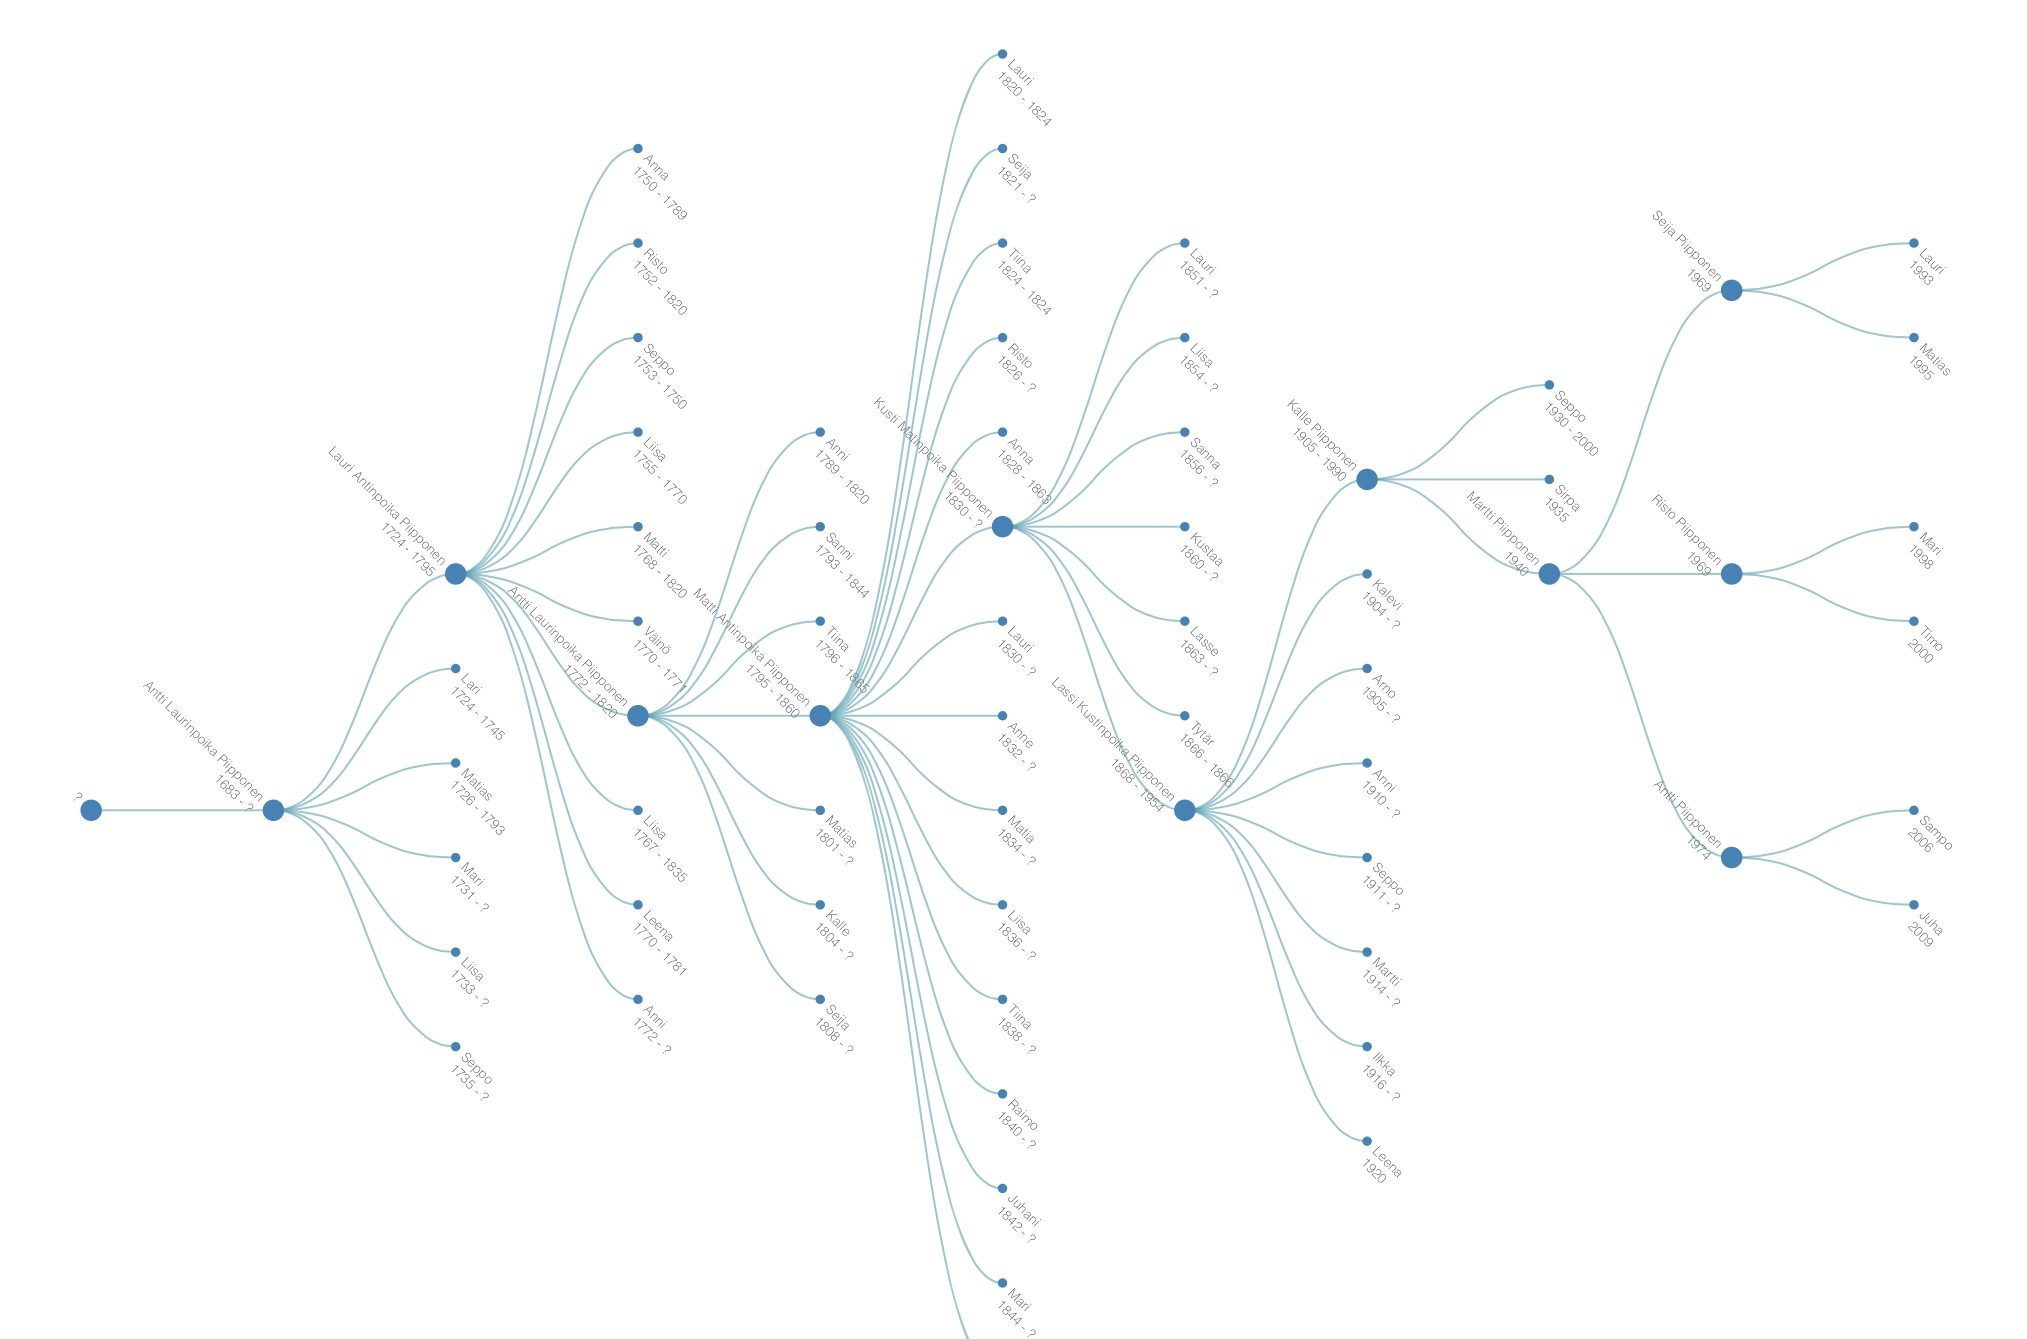 ?
Antti Laurinpoika Piipponen
1683 - ?
Lauri Antinpoika Piipponen
1724 - 1795
Lari
1724 - 1745
Matias
1726 - 1793
Mari
1731 - ?
Liisa
1733 - ?
Seppo
1735 - ?
Anna
1750 - 1789
Risto
1752 - 1820
Seppo
1753 - 1750
Liisa
1755 - 1770
Matti
1768 - 1820
Väinö
1770 - 1771
Antti Laurinpoika Piipponen
1772 - 1820
Liisa
1767 - 1835
Leena
1770 - 1781
Anni
1772 - ?
Anni
1789 - 1820
Sanni
1793 - 1844
Tiina
1796 - 1865
Matti Antinpoika Piipponen
1795 - 1860
Matias
1801 - ?
Kalle
1804 - ?
Seija
1808 - ?
Lauri
1820 - 1824
Seija
1821 - ?
Tiina
1824 - 1824
Risto
1826 - ?
Anna
1828 - 1863
Kusti Matinpoika Piipponen
1830 - ?
Lauri
1830 - ?
Anne
1832 - ?
Matia
1834 - ?
Liisa
1836 - ?
Tiina
1838 - ?
Raimo
1840 - ?
Juhani
1842 - ?
Mari
1844 - ?
Lauri
1851 - ?
Liisa
1854 - ?
Sanna
1856 - ?
Kustaa
1860 - ?
Lasse
1863 - ?
Tytär
1866 - 1866
Lassi Kustinpoika Piipponen
1868 - 1954
Kalle Piipponen
1905 - 1990
Kalevi
1904 - ?
Arno
1905 - ?
Anni
1910 - ?
Seppo
1911 - ?
Martti
1914 - ?
Ilkka
1916 - ?
Leena
1920
Seppo
1930 - 2000
Sirpa
1935
Martti Piipponen
1940
Seija Piipponen
1969
Risto Piipponen
1969
Antti Piipponen
1974
Lauri
1993
Matias
1995
Mari
1998
Timo
2000
Sampo
2006
Juha
2009